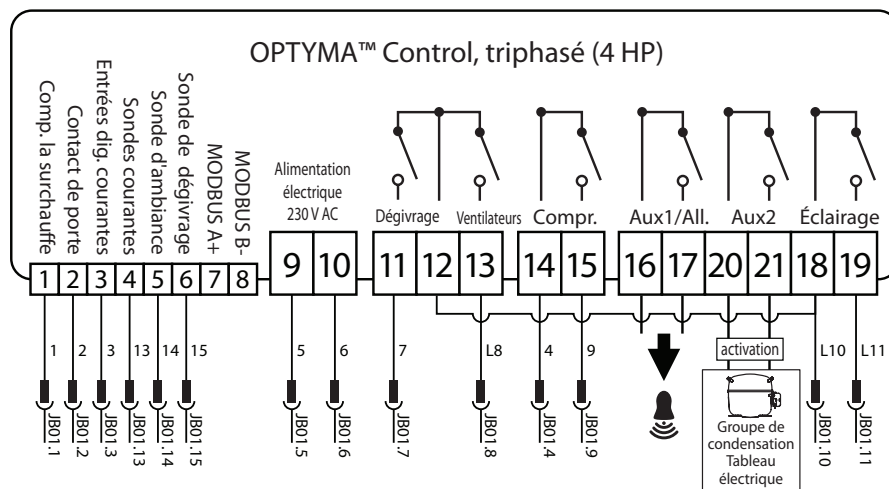 OPTYMA™ Control, triphasé (4 HP)
Comp. la surchauffe
Contact de porte
Entrées dig. courantes
Sondes courantes
Sonde d'ambiance
Sonde de dégivrage
MODBUS A+
MODBUS B-
Alimentation
électrique
230 V AC
Dégivrage
Ventilateurs
Compr.
Aux1/All.
Aux2
Éclairage
1 2 3 4 5 6 7 8
9 10
11 12 13
14 15
16 17 20 21 18 19
1 2 3 13 14 15 5 6 7 L8 4 9 L10 L11
activation
JB01.1
JB01.2
JB01.3
JB01.13
JB01.14
JB01.15
JB01.5
JB01.6
JB01.7
JB01.8
JB01.4
JB01.9
Groupe de
condensation
Tableau
électrique
JB01.10
JB01.11